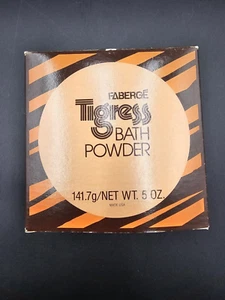 FABERGÉ
Tigress
BATH
POWDER
141.7g/NET WT. 5 OZ.